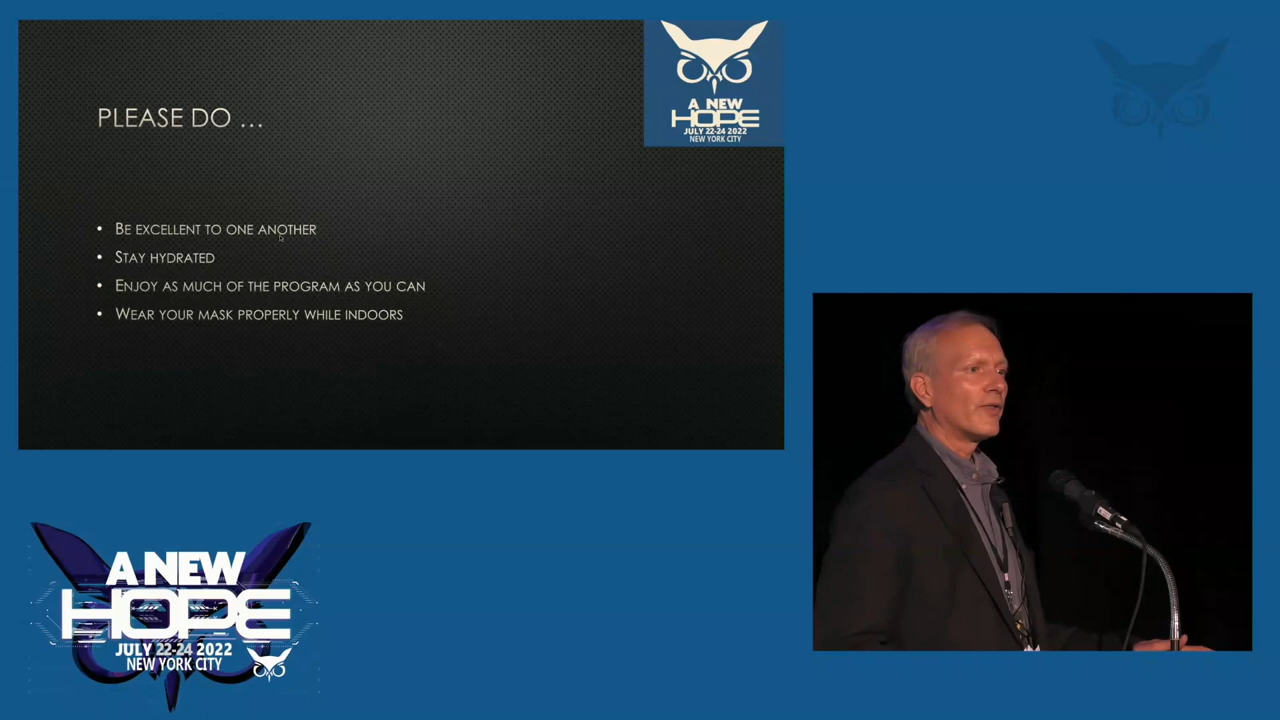 PLEASE DO …
• BE EXCELLENT TO ONE ANOTHER
• STAY HYDRATED
• ENJOY AS MUCH OF THE PROGRAM AS YOU CAN
• WEAR YOUR MASK PROPERLY WHILE INDOORS
A NEW
HOPE
JULY 22-24 2022
NEW YORK CITY
A NEW
HOPE
JULY 22-24 2022
NEW YORK CITY